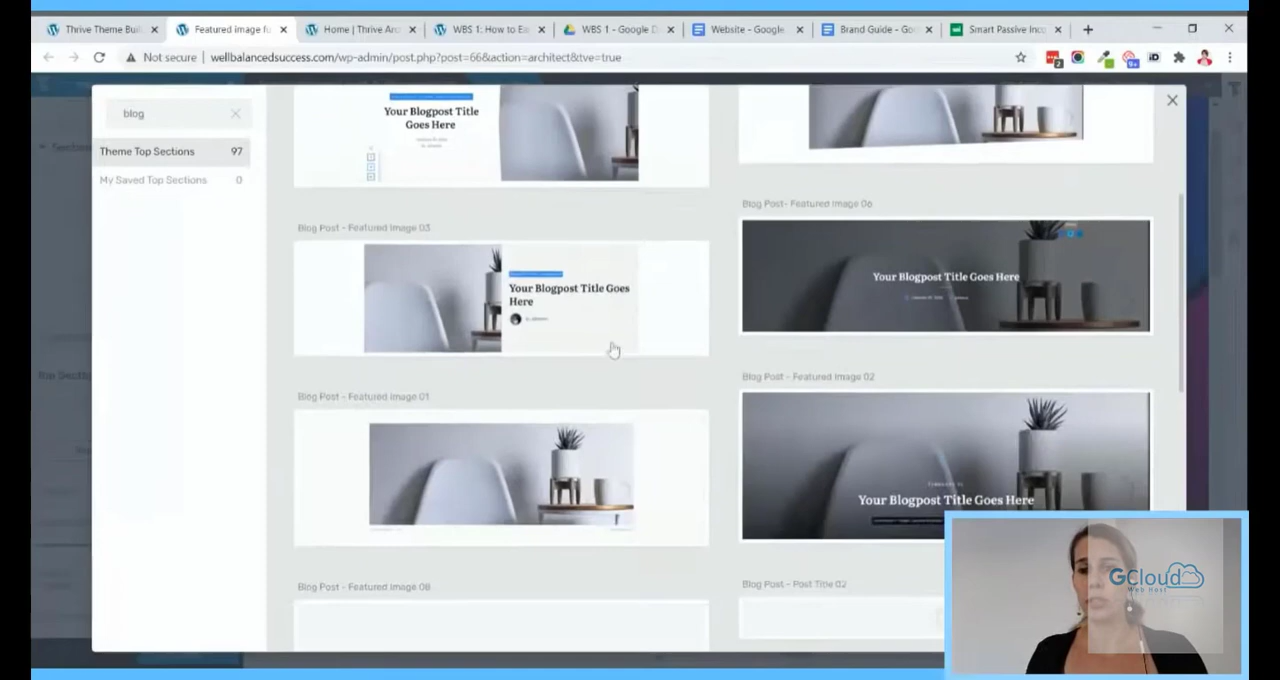 Thrive Theme Buil
Featured image fo
Home | Thrive Arc
WBS 1: How to Ea
WBS 1 - Google D
Website - Google
Brand Guide - Go
Smart Passive Inc
Not secure
wellbalancedsuccess.com/wp-admin/post.php?post=66&action=architect&tve=true
blog
Theme Top Sections 97
My Saved Top Sections 0
Your Blogpost Title
Goes Here
Blog Post - Featured Image 03
Your Blogpost Title Goes
Here
Blog Post - Featured Image 01
Blog Post - Featured Image 08
Blog Post - Featured Image 06
Your Blogpost Title Goes Here
Blog Post - Featured Image 02
Your Blogpost Title Goes Here
Blog Post - Post Title 02
GCloud
Web Host